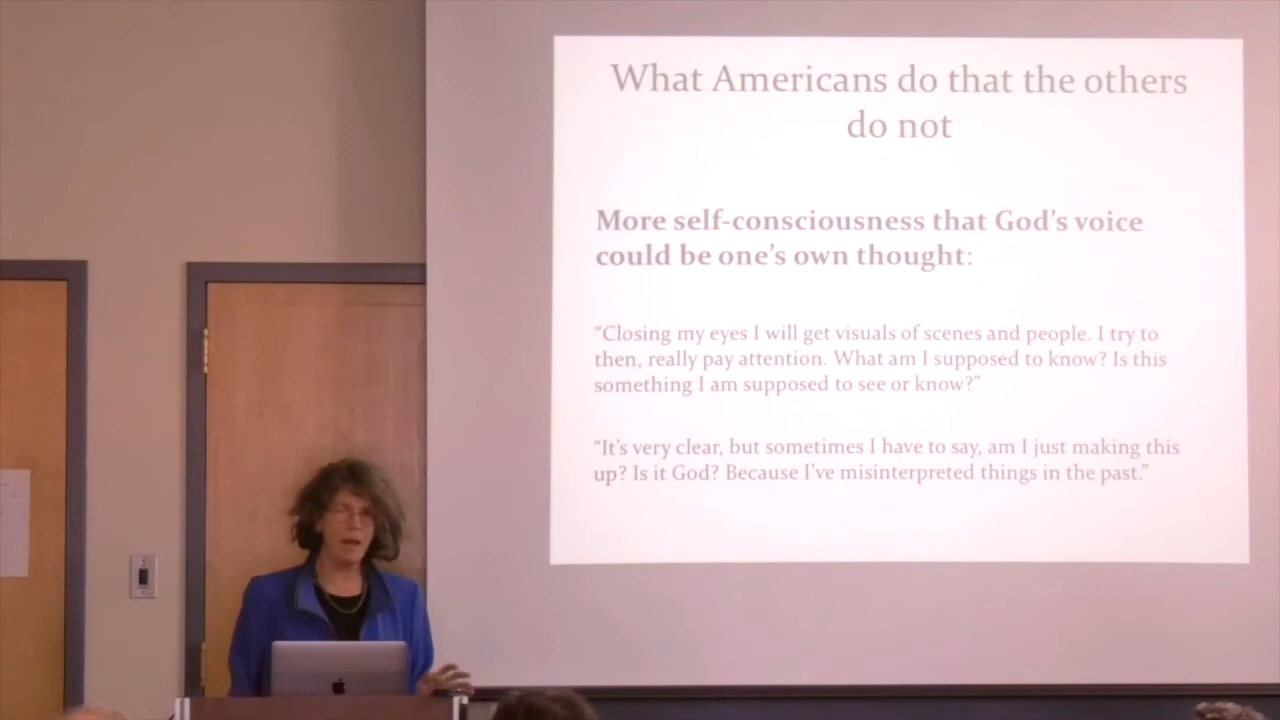 What Americans do that the others
do not
More self-consciousness that God's voice
could be one's own thought:
“Closing my eyes I will get visuals of scenes and people. I try to
then, really pay attention. What am I supposed to know? Is this
something I am supposed to see or know?”
“It's very clear, but sometimes I have to say, am I just making this
up? Is it God? Because I've misinterpreted things in the past.”